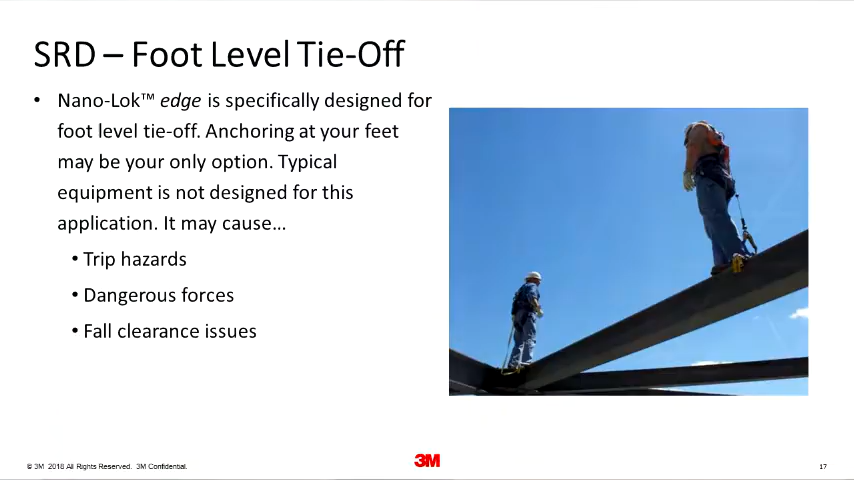 SRD – Foot Level Tie-Off
• Nano-Lok™ edge is specifically designed for
foot level tie-off. Anchoring at your feet
may be your only option. Typical
equipment is not designed for this
application. It may cause…
• Trip hazards
• Dangerous forces
• Fall clearance issues
© 3M 2018 All Rights Reserved. 3M Confidential.
3M
17